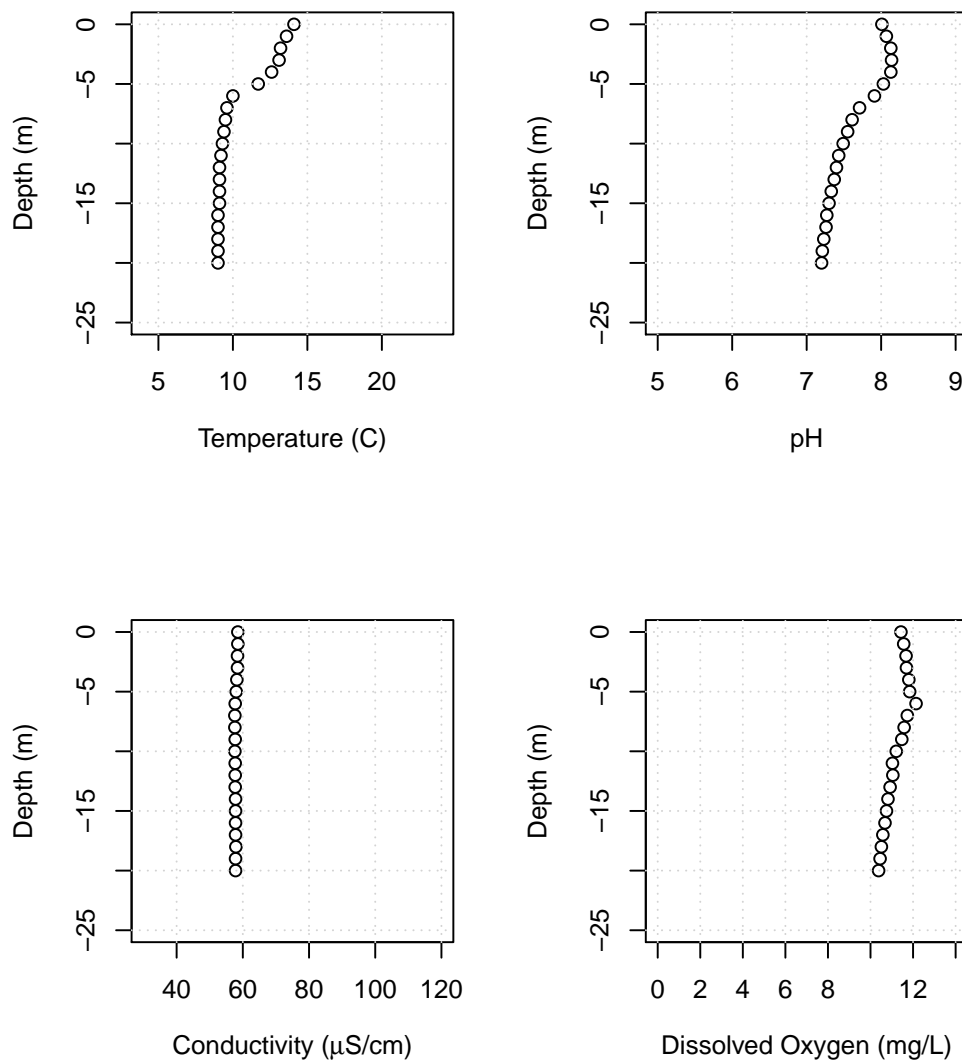 0
−5
−15
−25
Depth (m)
5 10 15 20
Temperature (C)
0
−5
−15
−25
Depth (m)
5 6 7 8 9
pH
0
−5
−15
−25
Depth (m)
40 60 80 100 120
Conductivity (μS/cm)
0
−5
−15
−25
Depth (m)
0 2 4 6 8 12
Dissolved Oxygen (mg/L)